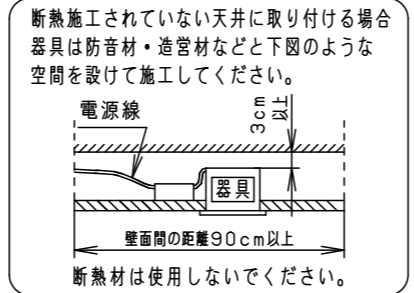 断熱施工されていない天井に取り付ける場合
器具は防音材・造営材などと下図のような
空間を設けて施工してください。
電源線
3cm
以上
器具
壁面間の距離90cm以上
断熱材は使用しないでください。